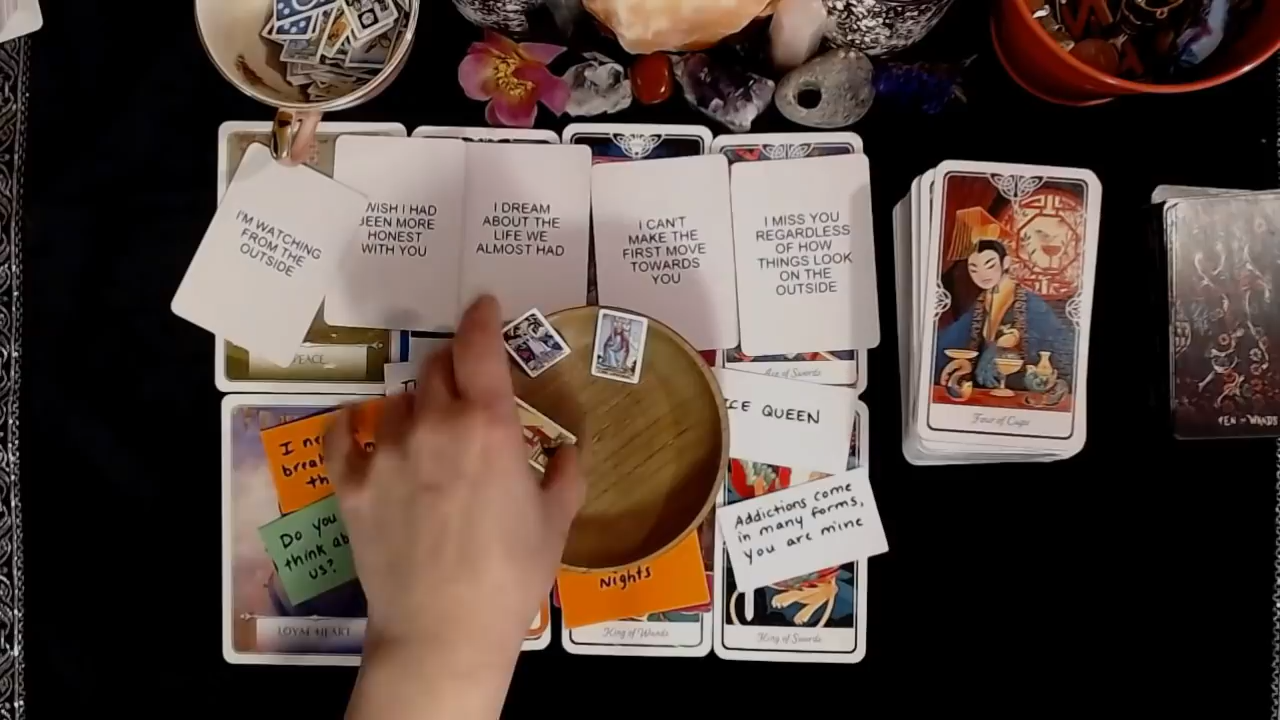 I'M WATCHING
FROM THE
OUTSIDE
WISH I HAD
BEEN MORE
HONEST
WITH YOU
I DREAM
ABOUT THE
LIFE WE
ALMOST HAD
I CAN'T
MAKE THE
FIRST MOVE
TOWARDS
YOU
I MISS YOU
REGARDLESS
OF HOW
THINGS LOOK
ON THE
OUTSIDE
PEACE
Ace of Swords
Four of Cups
TEN of WANDS
ICE QUEEN
I ne
brea
th
Do you
think ab
us?
Addictions come
in many forms,
you are mine
Nights
LOYAL HEART
King of Wands
King of Swords